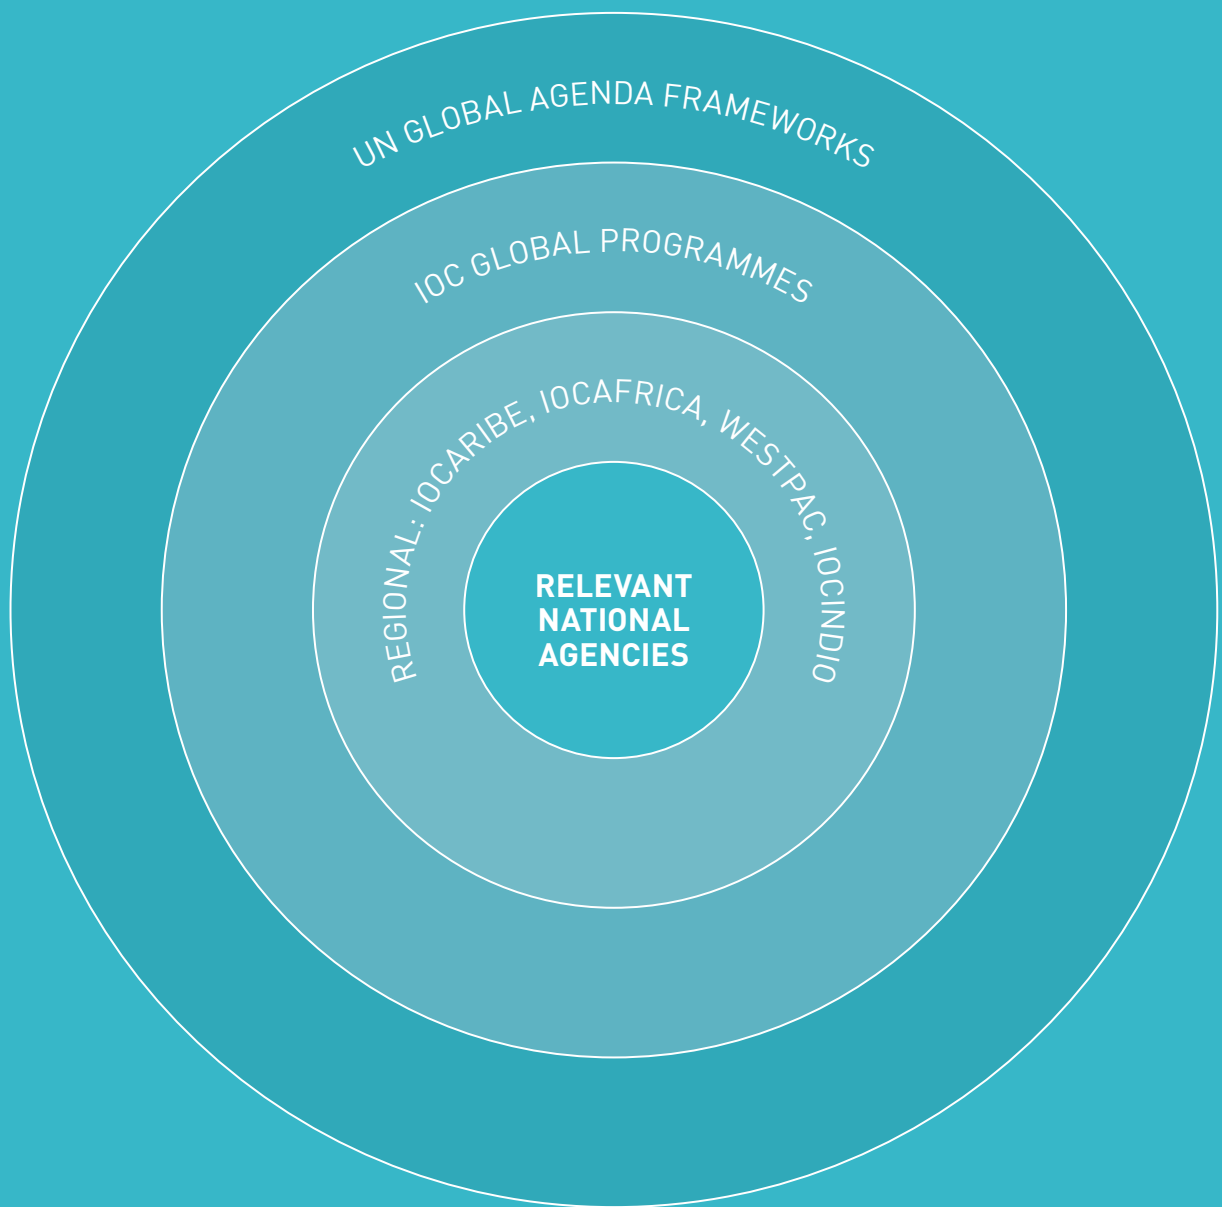 UN GLOBAL AGENDA FRAMEWORKS
IOC GLOBAL PROGRAMMES
REGIONAL: IOCARIBE, IOCAFRICA, WESTPAC, IOCINDIO
RELEVANT
NATIONAL
AGENCIES